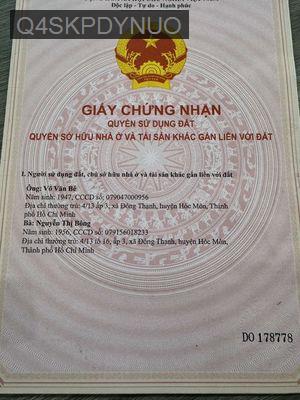 Q4SKPDYNUO
Độc lập - Tự do - Hạnh phúc
GIẤY CHỨNG NHẬN
QUYỀN SỬ DỤNG ĐẤT
QUYỀN SỞ HỮU NHÀ Ở VÀ TÀI SẢN KHÁC GẮN LIỀN VỚI ĐẤT
I. Người sử dụng đất, chủ sở hữu nhà ở và tài sản khác gắn liền với đất
Ông: Võ Văn Bê
Năm sinh: 1947, CCCD số: 079047000956
Địa chỉ thường trú: 4/13 ấp 3, xã Đông Thạnh, huyện Hóc Môn, Thành
phố Hồ Chí Minh
Bà: Nguyễn Thị Bông
Năm sinh: 1956, CCCD số: 079156018233
Địa chỉ thường trú: 4/13 tổ 16, ấp 3, xã Đông Thạnh, huyện Hóc Môn,
Thành phố Hồ Chí Minh
DO 178778